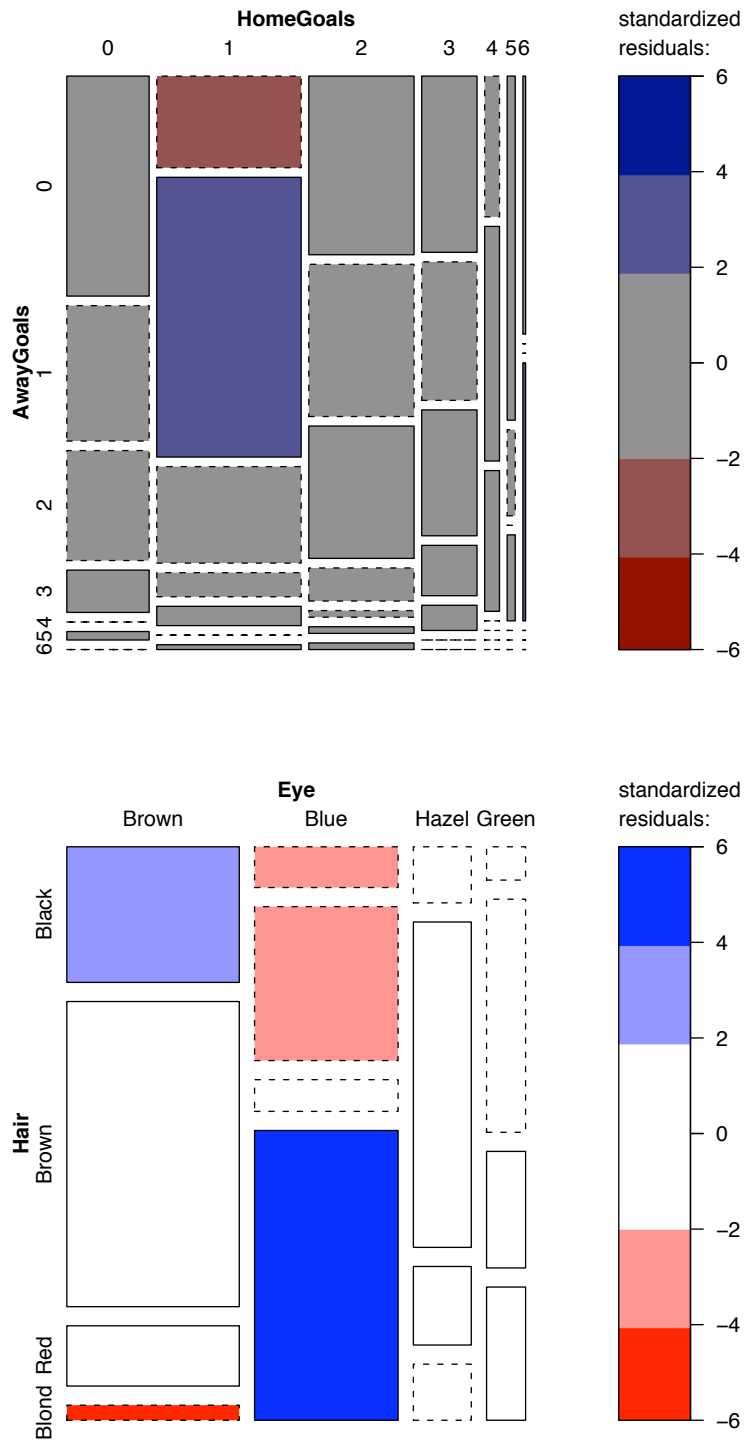 HomeGoals
0 1 2 3 4 5 6
AwayGoals
0
1
2
3
4
5
6
standardized
residuals:
6
4
2
0
−2
−4
−6
Eye
Brown Blue Hazel Green
Hair
Black
Brown
Red
Blond
standardized
residuals:
6
4
2
0
−2
−4
−6